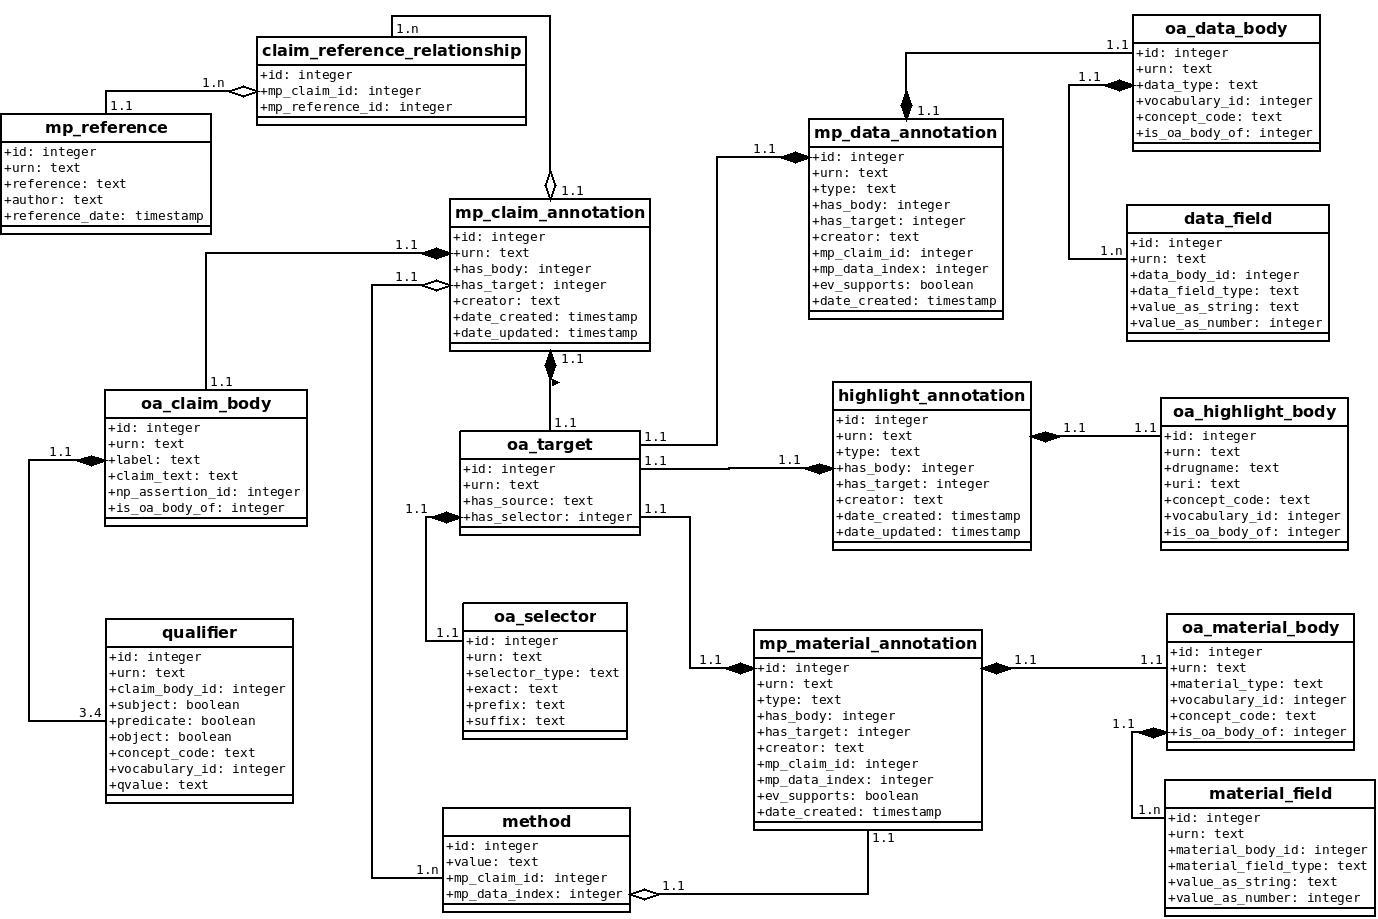 1.n
claim_reference_relationship
+id: integer
+mp_claim_id: integer
+mp_reference_id: integer
1.n
1.1
mp_reference
+id: integer
+urn: text
+reference: text
+author: text
+reference_date: timestamp
1.1
mp_claim_annotation
+id: integer
+urn: text
+has_body: integer
+has_target: integer
+creator: text
+date_created: timestamp
+date_updated: timestamp
1.1
1.1
1.1
1.1
1.1
oa_claim_body
+id: integer
+urn: text
+label: text
+claim_text: text
+np_assertion_id: integer
+is_oa_body_of: integer
1.1
3.4
qualifier
+id: integer
+urn: text
+claim_body_id: integer
+subject: boolean
+predicate: boolean
+object: boolean
+concept_code: text
+vocabulary_id: integer
+qvalue: text
oa_target
+id: integer
+urn: text
+has_source: text
+has_selector: integer
1.1
1.1
1.1
1.1
1.1
oa_selector
+id: integer
+urn: text
+selector_type: text
+exact: text
+prefix: text
+suffix: text
1.n
method
+id: integer
+value: text
+mp_claim_id: integer
+mp_data_index: integer
1.1
1.1
1.1
1.1
mp_data_annotation
+id: integer
+urn: text
+type: text
+has_body: integer
+has_target: integer
+creator: text
+mp_claim_id: integer
+mp_data_index: integer
+ev_supports: boolean
+date_created: timestamp
1.1
1.1
oa_data_body
+id: integer
+urn: text
+data_type: text
+vocabulary_id: integer
+concept_code: text
+is_oa_body_of: integer
1.n
data_field
+id: integer
+urn: text
+data_body_id: integer
+data_field_type: text
+value_as_string: text
+value_as_number: integer
1.1
highlight_annotation
+id: integer
+urn: text
+type: text
+has_body: integer
+has_target: integer
+creator: text
+date_created: timestamp
+date_updated: timestamp
1.1
1.1
oa_highlight_body
+id: integer
+urn: text
+drugname: text
+uri: text
+concept_code: text
+vocabulary_id: integer
+is_oa_body_of: integer
1.1
mp_material_annotation
+id: integer
+urn: text
+type: text
+has_body: integer
+has_target: integer
+creator: text
+mp_claim_id: integer
+mp_data_index: integer
+ev_supports: boolean
+date_created: timestamp
1.1
1.1
1.1
oa_material_body
+id: integer
+urn: text
+material_type: text
+vocabulary_id: integer
+concept_code: text
+is_oa_body_of: integer
1.1
1.n
material_field
+id: integer
+urn: text
+material_body_id: integer
+material_field_type: text
+value_as_string: text
+value_as_number: integer